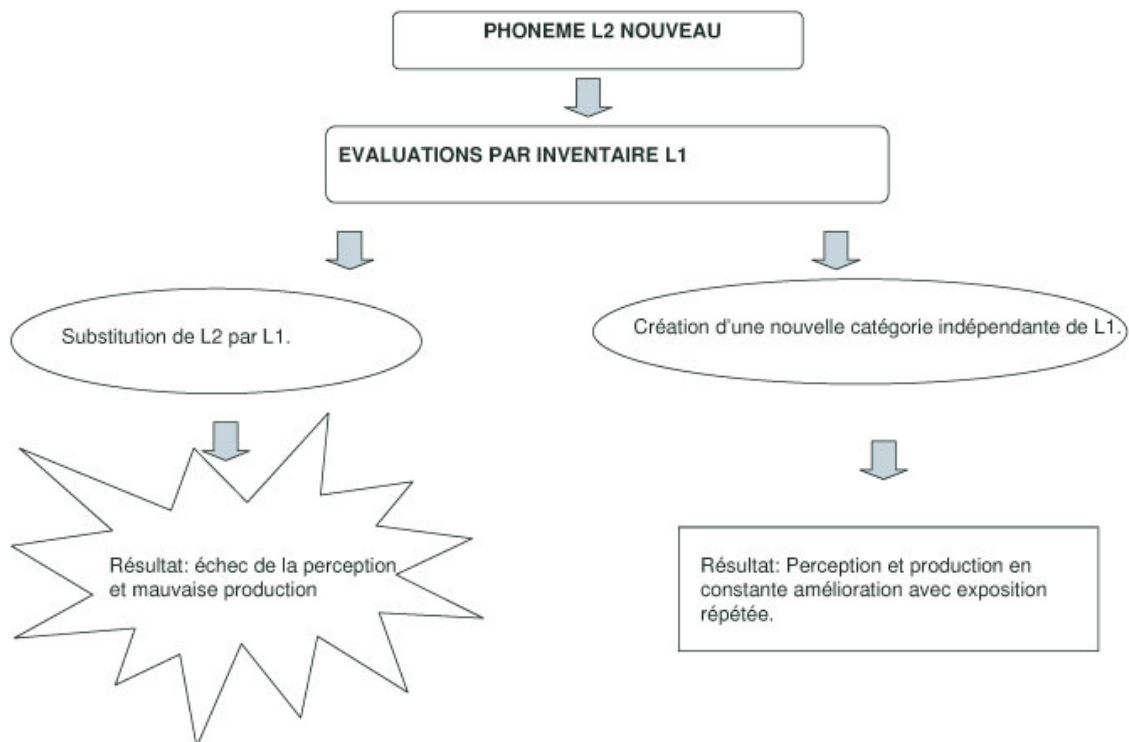 PHONEME L2 NOUVEAU
EVALUATIONS PAR INVENTAIRE L1
Substitution de L2 par L1.
Création d'une nouvelle catégorie indépendante de L1.
Résultat: échec de la perception
et mauvaise production
Résultat: Perception et production en
constante amélioration avec exposition
répétée.